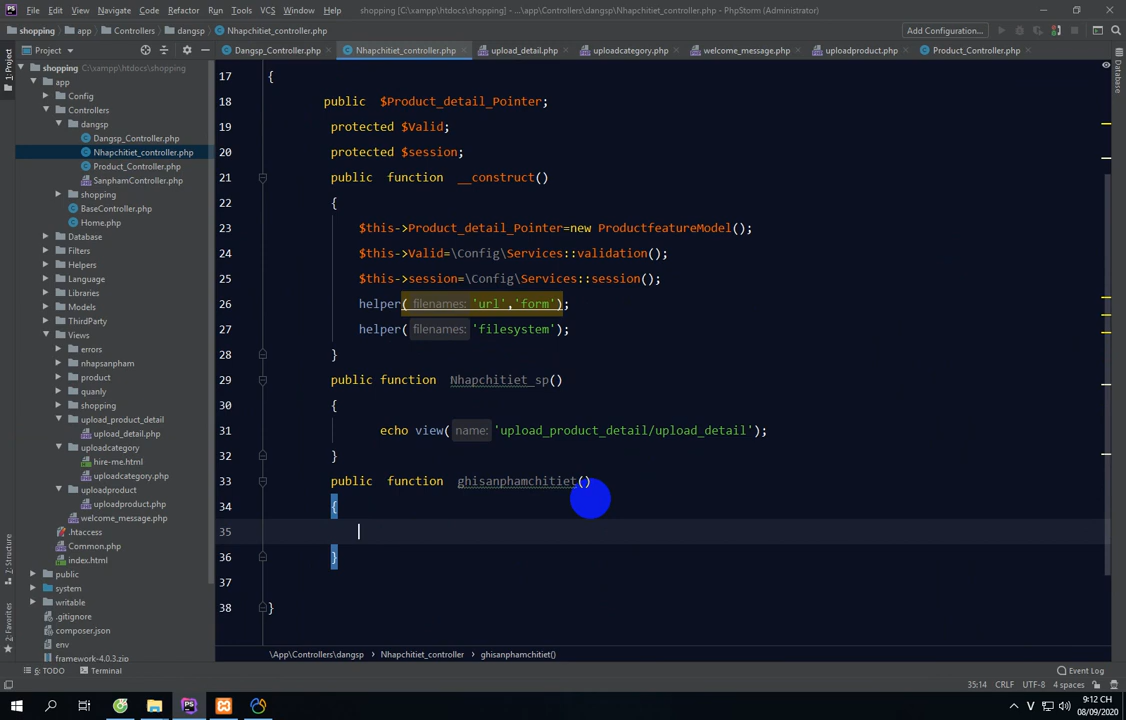 PS File Edit View Navigate Code Refactor Run Tools VCS Window Help shopping [C:\xampp\htdocs\shopping] - ...\app\Controllers\dangsp\Nhapchitiet_controller.php - PhpStorm (Administrator)
shopping app Controllers dangsp Nhapchitiet_controller.php Add Configuration...
Project Dangsp_Controller.php Nhapchitiet_controller.php upload_detail.php uploadcategory.php welcome_message.php uploadproduct.php Product_Controller.php
1: Project
Database
shopping C:\xampp\htdocs\shopping
app
Config
Controllers
dangsp
Dangsp_Controller.php
Nhapchitiet_controller.php
Product_Controller.php
SanphamController.php
shopping
BaseController.php
Home.php
Database
Filters
Helpers
Language
Libraries
Models
ThirdParty
Views
errors
nhapsanpham
product
quanly
shopping
upload_product_detail
upload_detail.php
uploadcategory
hire-me.html
uploadcategory.php
uploadproduct
uploadproduct.php
welcome_message.php
.htaccess
Common.php
index.html
public
system
writable
.gitignore
composer.json
env
framework-4.0.3.zip
7: Structure
2: Favorites
17 {
18 public $Product_detail_Pointer;
19 protected $Valid;
20 protected $session;
21 public function __construct()
22 {
23 $this->Product_detail_Pointer=new ProductfeatureModel();
24 $this->Valid=\Config\Services::validation();
25 $this->session=\Config\Services::session();
26 helper( filenames: 'url','form');
27 helper( filenames: 'filesystem');
28 }
29 public function Nhapchitiet_sp()
30 {
31 echo view( name: 'upload_product_detail/upload_detail');
32 }
33 public function ghisanphamchitiet()
34 {
35
36 }
37
38 }
\App\Controllers\dangsp Nhapchitiet_controller ghisanphamchitiet()
6: TODO Terminal Event Log
35:14 CRLF UTF-8 4 spaces
V 9:12 CH
08/09/2020